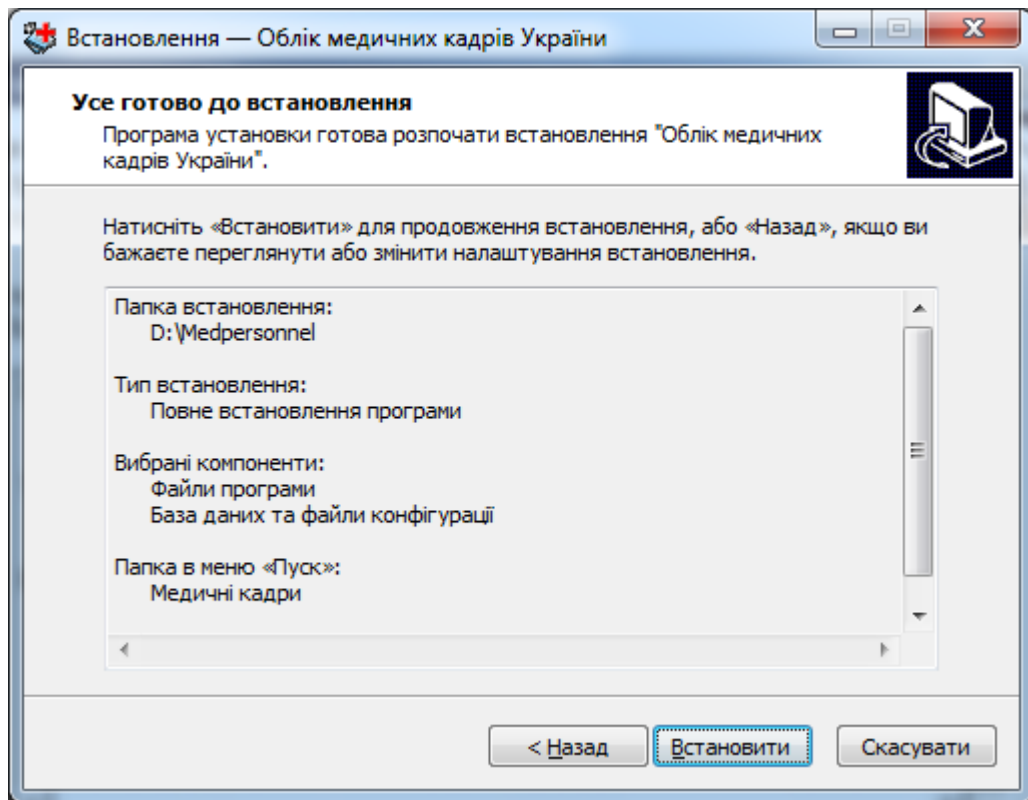 Встановлення — Облік медичних кадрів України
Усе готово до встановлення
Програма установки готова розпочати встановлення "Облік медичних
кадрів України".
Натисніть «Встановити» для продовження встановлення, або «Назад», якщо ви
бажаєте переглянути або змінити налаштування встановлення.
Папка встановлення:
D:\Medpersonnel
Тип встановлення:
Повне встановлення програми
Вибрані компоненти:
Файли програми
База даних та файли конфігурації
Папка в меню «Пуск»:
Медичні кадри
< Назад
Встановити
Скасувати